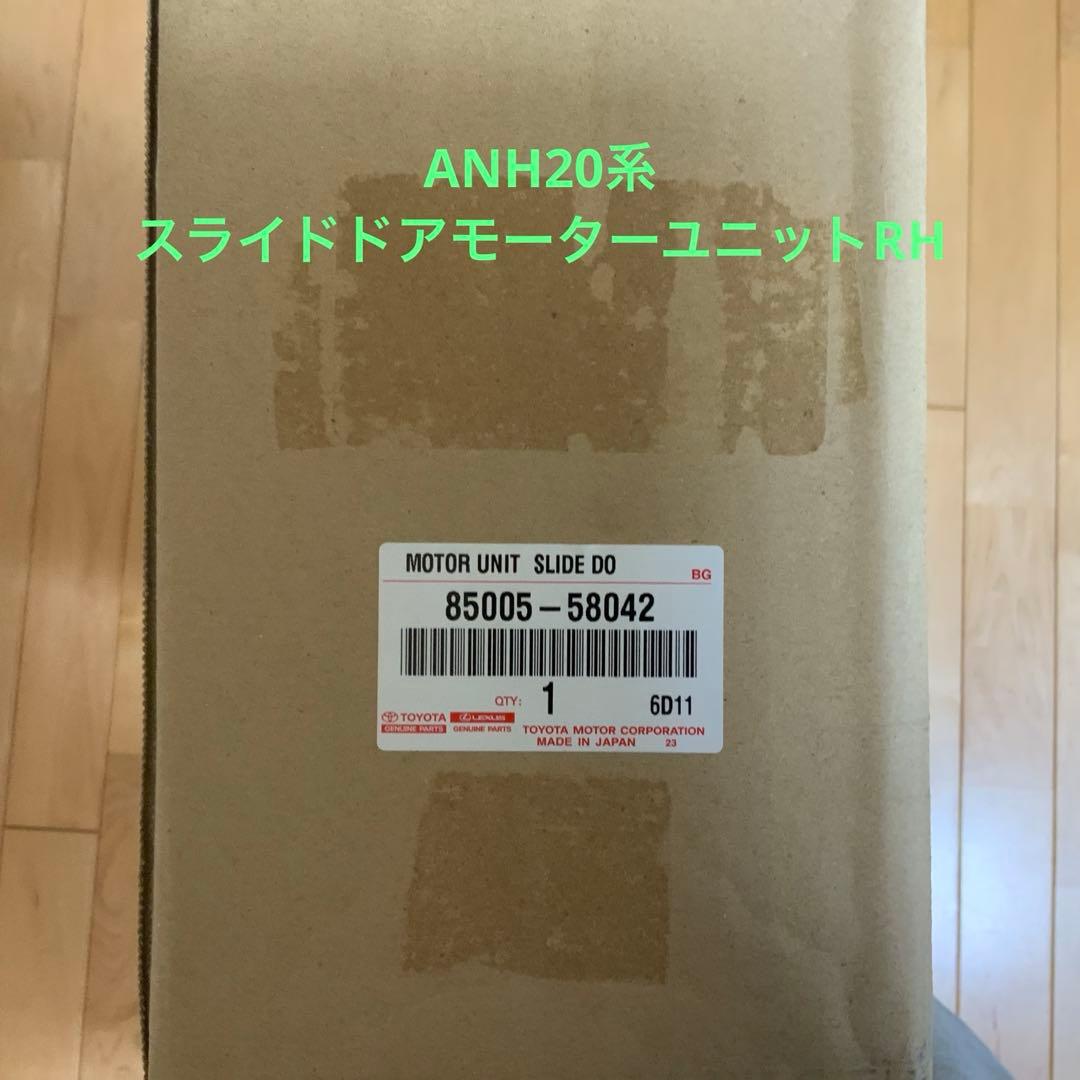 ANH20系
スライドドアモーターユニットRH
MOTOR UNIT SLIDE DO
BG
85005-58042
QTY: 1 6D11
TOYOTA LEXUS
GENUINE PARTS GENUINE PARTS
TOYOTA MOTOR CORPORATION
MADE IN JAPAN 23